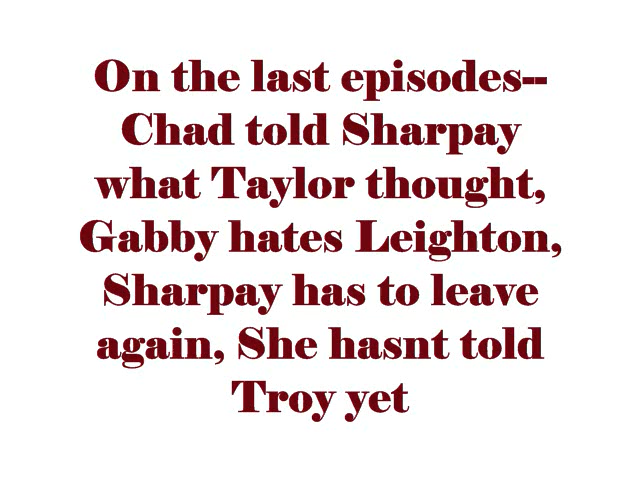 On the last episodes--
Chad told Sharpay
what Taylor thought,
Gabby hates Leighton,
Sharpay has to leave
again, She hasnt told
Troy yet